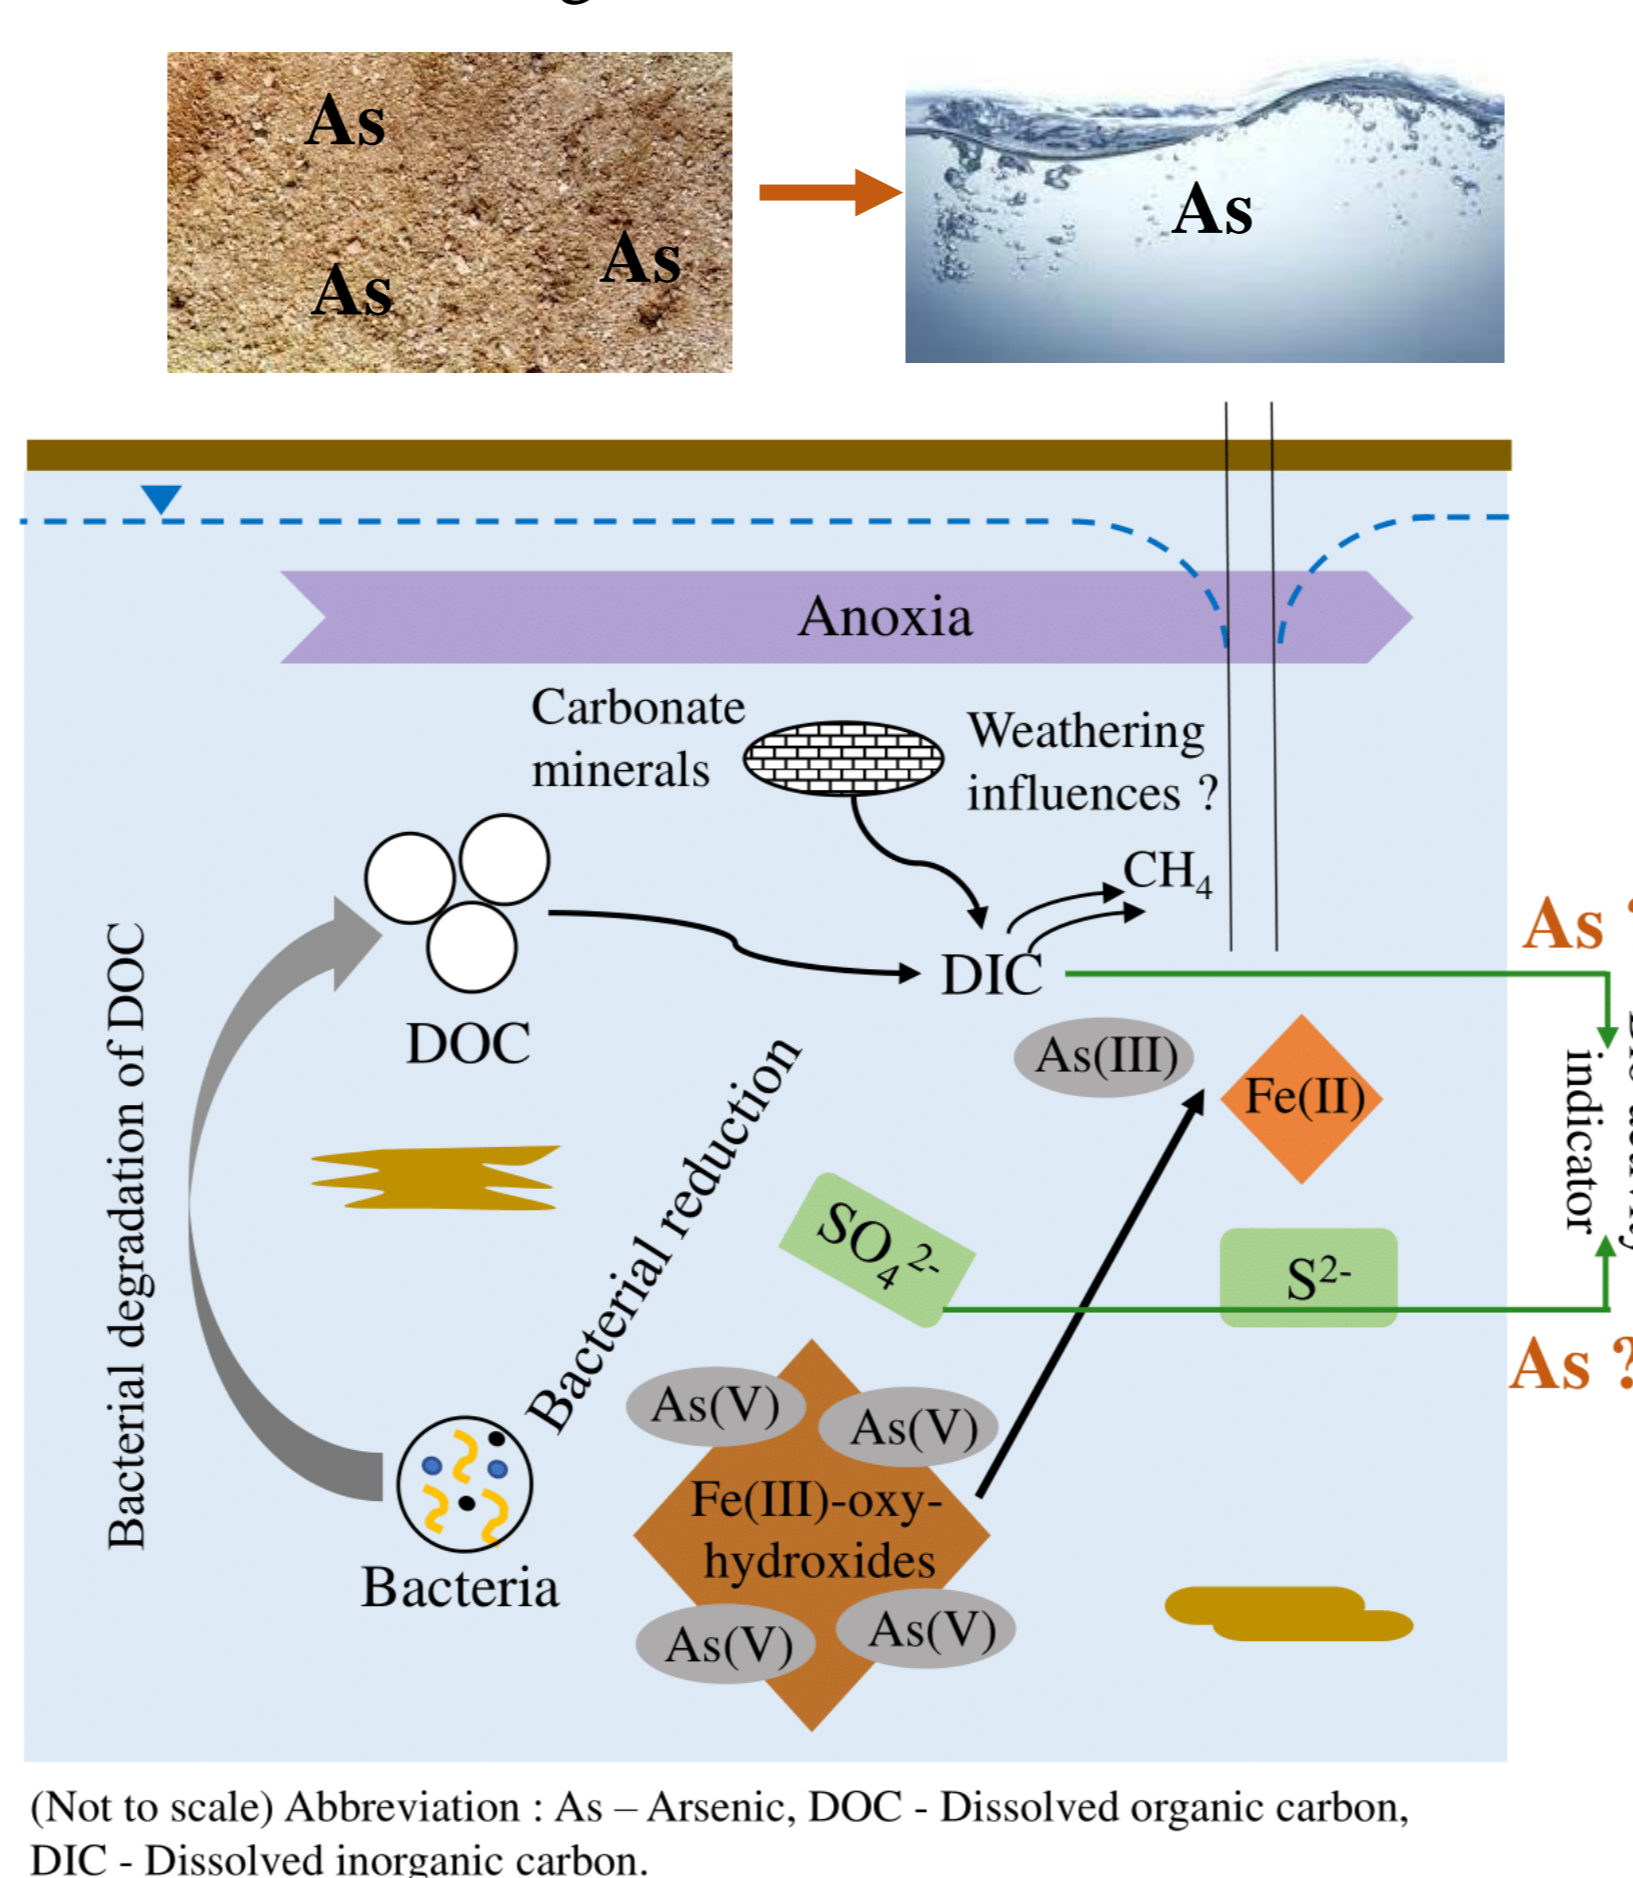 As
As
As
As
Anoxia
Carbonate
minerals
Weathering
influences ?
CH₄
DOC
DIC
As
Bacterial degradation of DOC
As(III)
Fe(II)
indicator
Bacterial reduction
SO₄²⁻
S²⁻
As ?
As(V)
As(V)
Fe(III)-oxy-
hydroxides
Bacteria
As(V)
As(V)
(Not to scale) Abbreviation : As – Arsenic, DOC - Dissolved organic carbon,
DIC - Dissolved inorganic carbon.